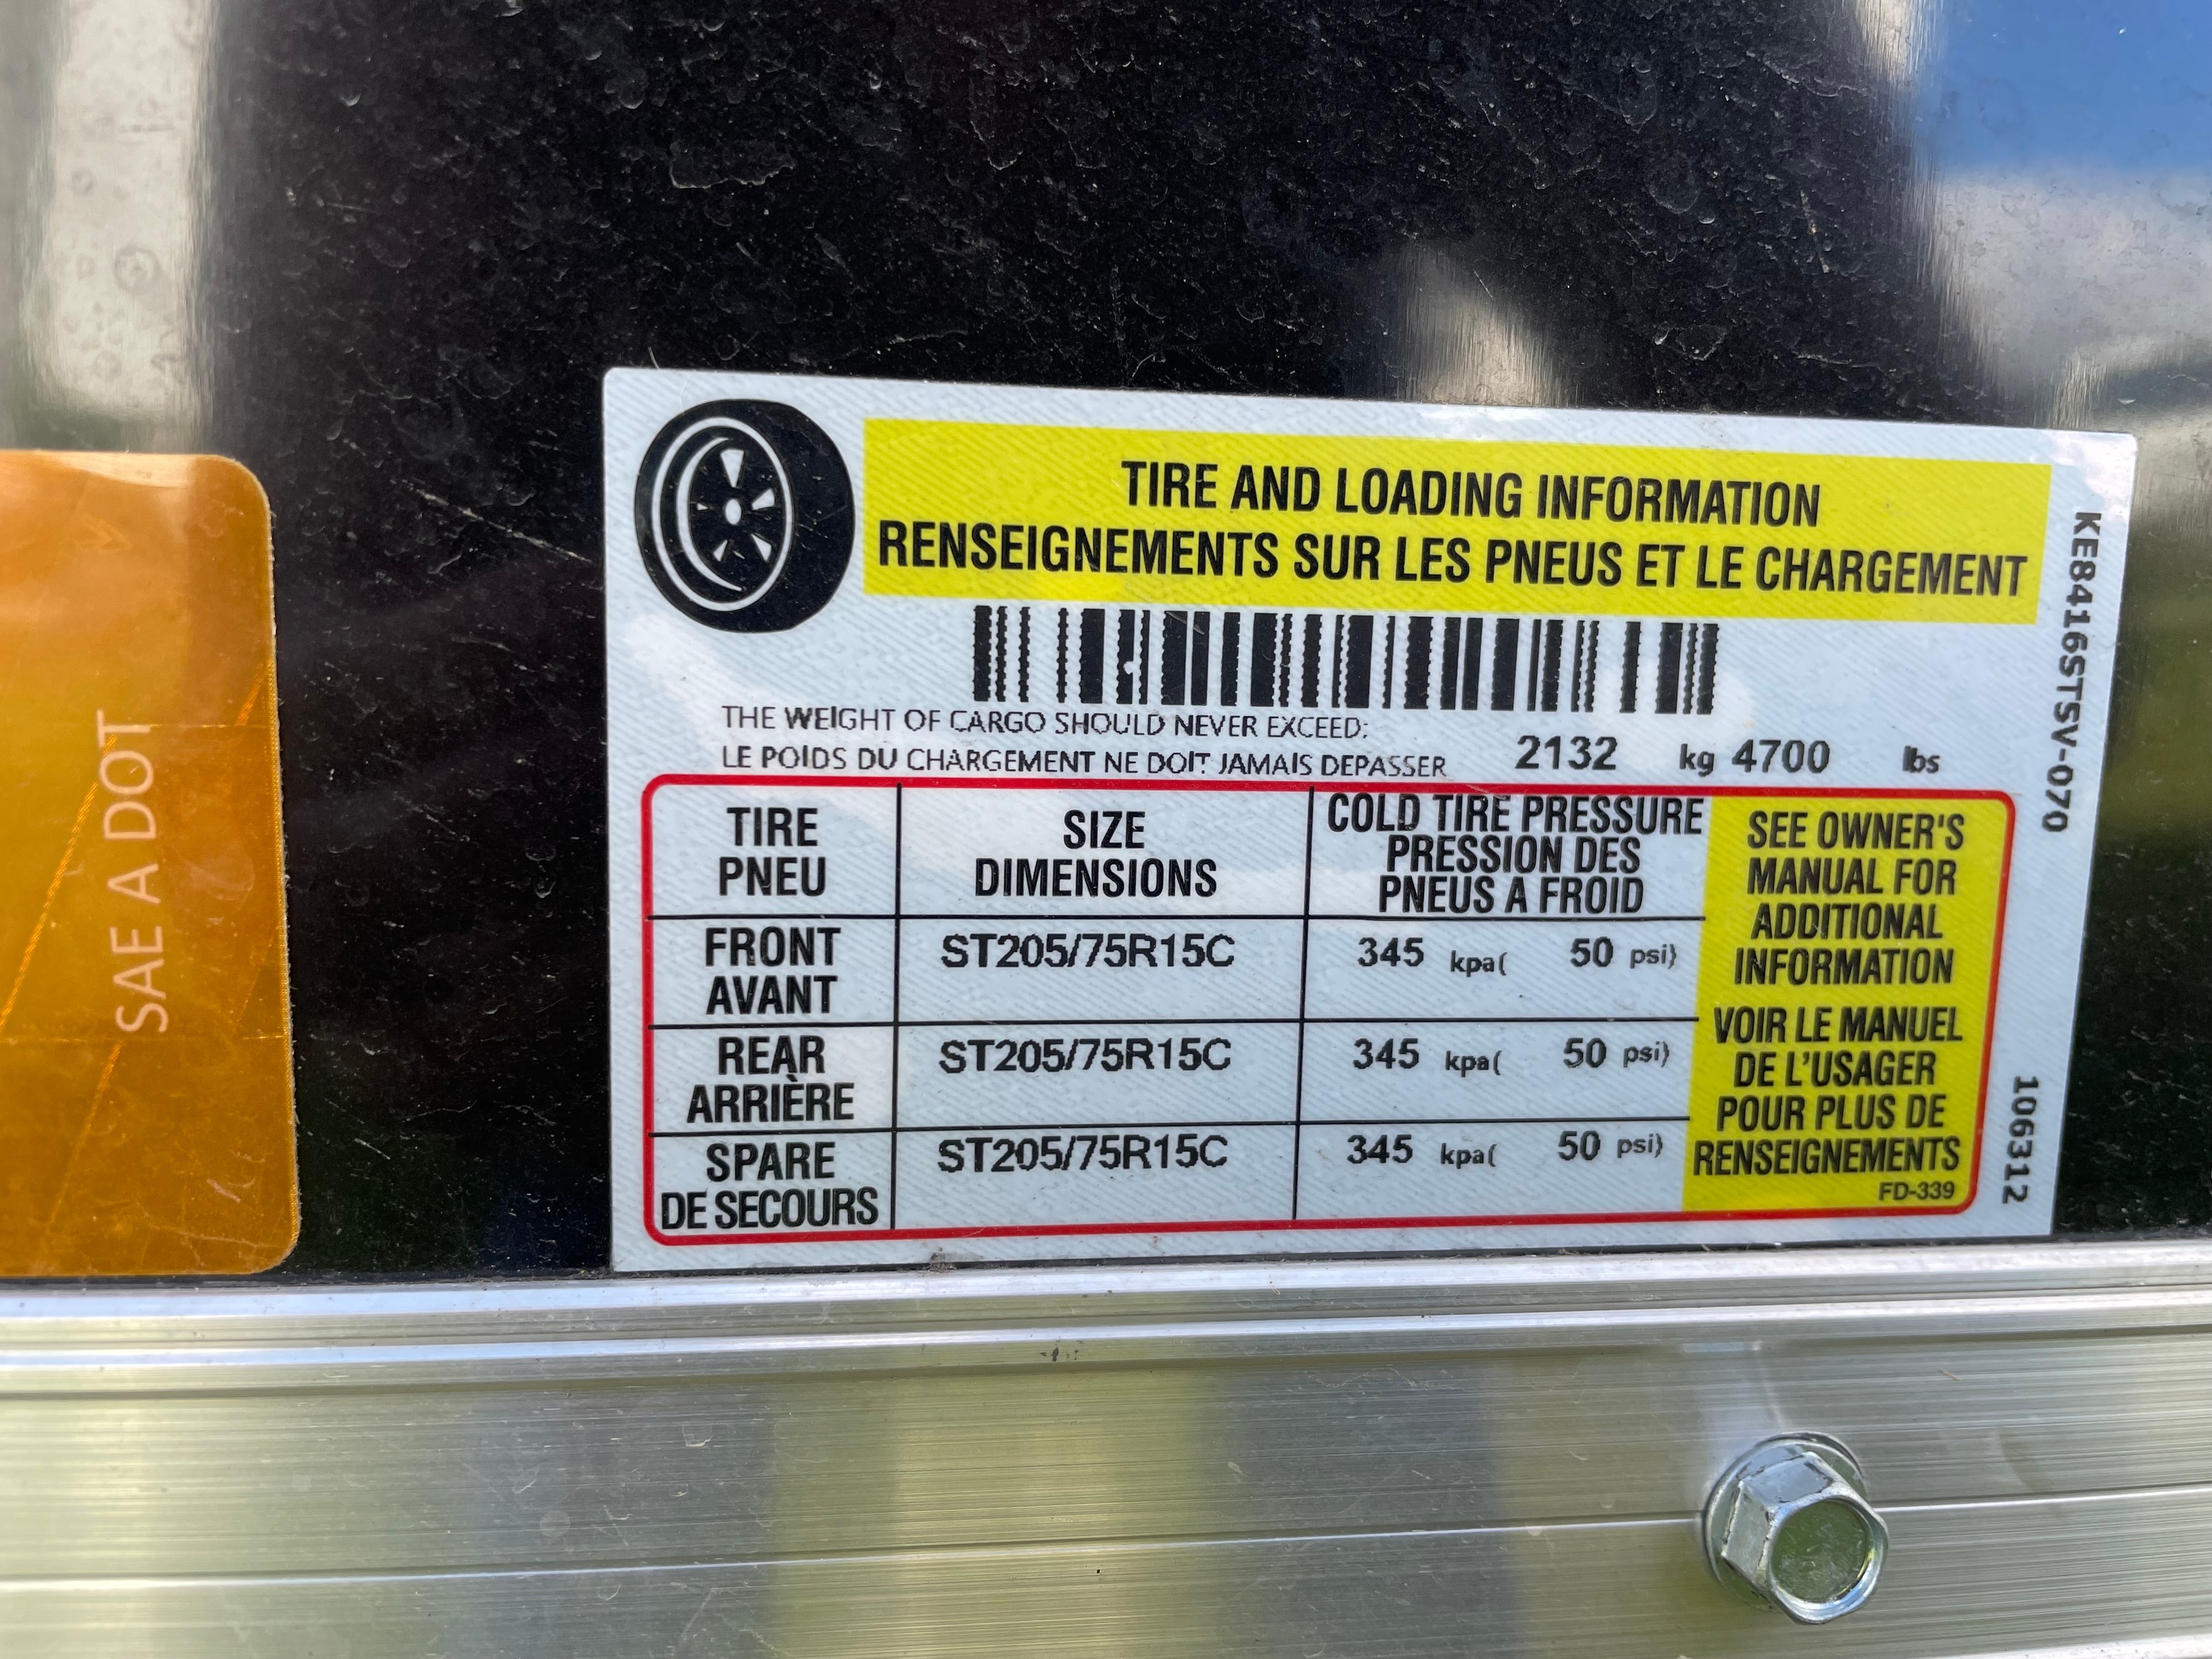 TIRE AND LOADING INFORMATION
RENSEIGNEMENTS SUR LES PNEUS ET LE CHARGEMENT
THE WEIGHT OF CARGO SHOULD NEVER EXCEED:
LE POIDS DU CHARGEMENT NE DOIT JAMAIS DEPASSER 2132 kg 4700 lbs
TIRE
PNEU
SIZE
DIMENSIONS
COLD TIRE PRESSURE
PRESSION DES
PNEUS A FROID
FRONT
AVANT
ST205/75R15C
345 kpa( 50 psi)
REAR
ARRIÈRE
ST205/75R15C
345 kpa( 50 psi)
SPARE
DE SECOURS
ST205/75R15C
345 kpa( 50 psi)
SEE OWNER'S
MANUAL FOR
ADDITIONAL
INFORMATION
VOIR LE MANUEL
DE L'USAGER
POUR PLUS DE
RENSEIGNEMENTS
FD-339
KE8416STSV-070
106312
SAE A DOT